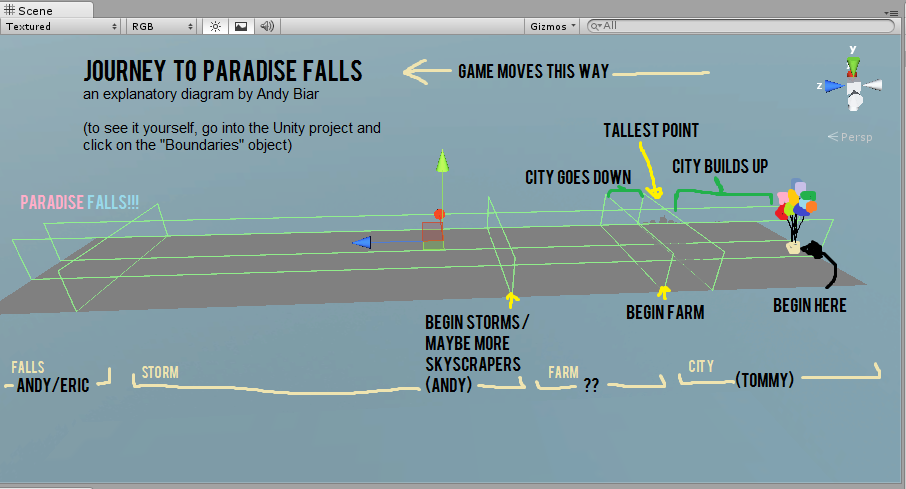 Scene
Textured
RGB
Gizmos
All
JOURNEY TO PARADISE FALLS
an explanatory diagram by Andy Biar
(to see it yourself, go into the Unity project and
click on the "Boundaries" object)
GAME MOVES THIS WAY
y
z
Persp
TALLEST POINT
CITY GOES DOWN
CITY BUILDS UP
PARADISE FALLS!!!
BEGIN HERE
BEGIN FARM
BEGIN STORMS /
MAYBE MORE
SKYSCRAPERS
(ANDY)
FALLS
ANDY/ERIC
STORM
FARM
??
CITY
(TOMMY)